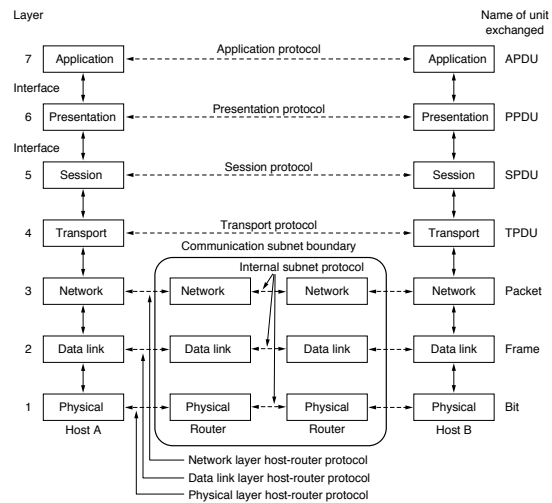 Layer
Name of unit
exchanged
Application protocol
7 Application Application APDU
Interface
Presentation protocol
6 Presentation Presentation PPDU
Interface
Session protocol
5 Session Session SPDU
Transport protocol
4 Transport Transport TPDU
Communication subnet boundary
Internal subnet protocol
3 Network Network Network Network Packet
2 Data link Data link Data link Data link Frame
1 Physical Physical Physical Physical Bit
Host A Router Router Host B
Network layer host-router protocol
Data link layer host-router protocol
Physical layer host-router protocol